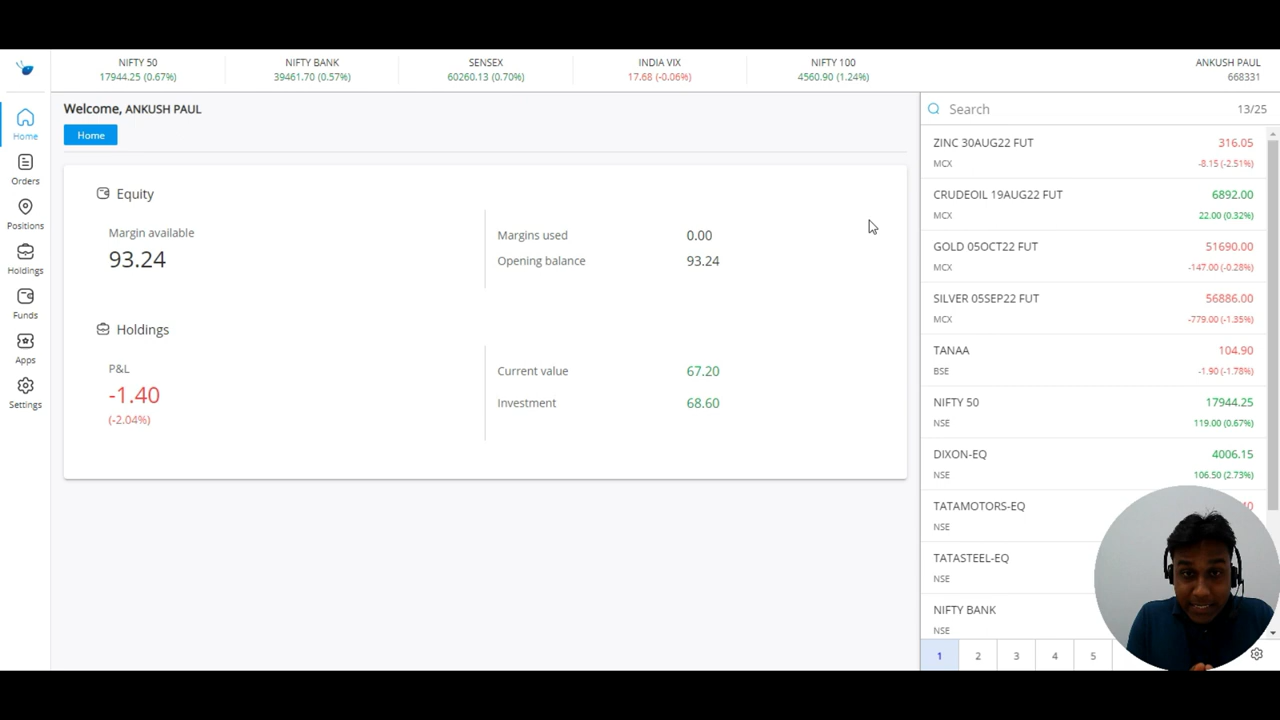 NIFTY 50
17944.25 (0.67%)
NIFTY BANK
39461.70 (0.57%)
SENSEX
60260.13 (0.70%)
INDIA VIX
17.68 (-0.06%)
NIFTY 100
4560.90 (1.24%)
ANKUSH PAUL
668331
Home
Orders
Positions
Holdings
Funds
Apps
Settings
Welcome, ANKUSH PAUL
Home
Equity
Margin available
93.24
Margins used 0.00
Opening balance 93.24
Holdings
P&L
-1.40
(-2.04%)
Current value 67.20
Investment 68.60
Search 13/25
ZINC 30AUG22 FUT 316.05
MCX -8.15 (-2.51%)
CRUDEOIL 19AUG22 FUT 6892.00
MCX 22.00 (0.32%)
GOLD 05OCT22 FUT 51690.00
MCX -147.00 (-0.28%)
SILVER 05SEP22 FUT 56886.00
MCX -779.00 (-1.35%)
TANAA 104.90
BSE -1.90 (-1.78%)
NIFTY 50 17944.25
NSE 119.00 (0.67%)
DIXON-EQ 4006.15
NSE 106.50 (2.73%)
TATAMOTORS-EQ
NSE
TATASTEEL-EQ
NSE
NIFTY BANK
NSE
1 2 3 4 5